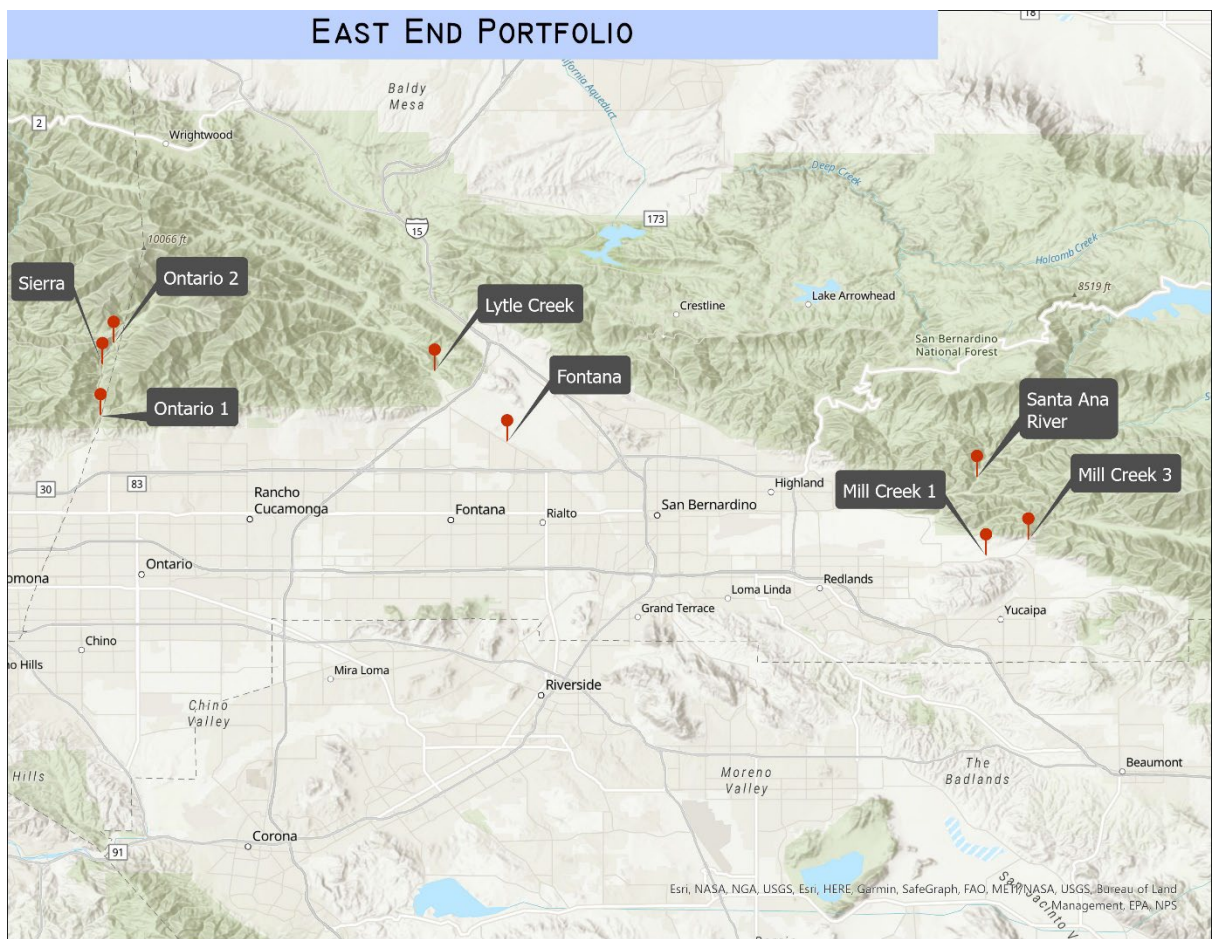 EAST END PORTFOLIO
18
Baldy
Mesa
California Aqueduct
2
Wrightwood
Deep Creek
173
15
10066 ft
Holcomb Creek
Sierra
Ontario 2
8519 ft
Lake Arrowhead
Lytle Creek
Crestline
San Bernardino
National Forest
Fontana
Ontario 1
Santa Ana
River
Mill Creek 3
Mill Creek 1
30
83
Highland
Rancho
Cucamonga
Fontana
Rialto
San Bernardino
Ontario
Redlands
Loma Linda
Grand Terrace
Yucaipa
Chino
Mira Loma
Riverside
Chino
Valley
Hills
Moreno
Valley
The
Badlands
Beaumont
Corona
91
Esri, NASA, NGA, USGS, Esri, HERE, Garmin, SafeGraph, FAO, METI/NASA, USGS, Bureau of Land
Management, EPA, NPS